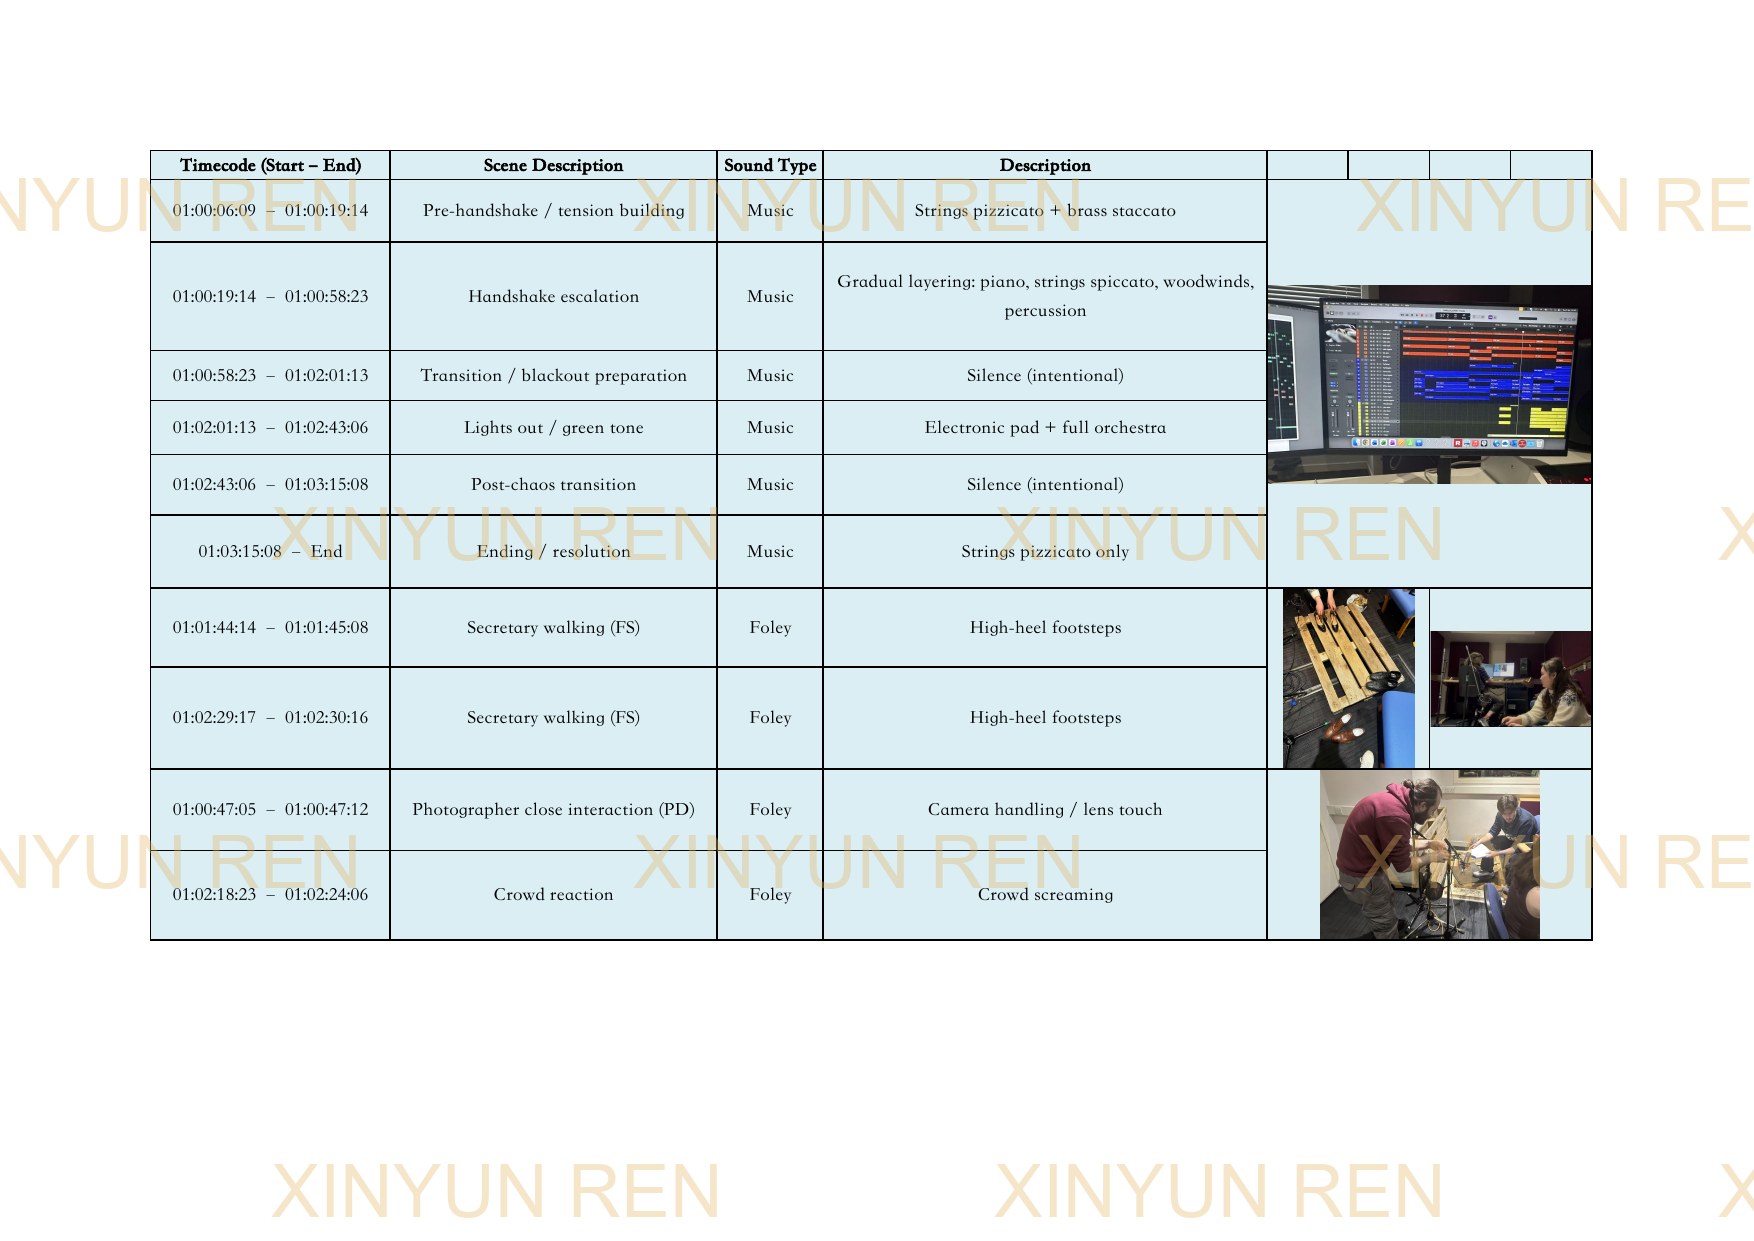 Timecode (Start – End) Scene Description Sound Type Description
01:00:06:09 – 01:00:19:14 Pre-handshake / tension building Music Strings pizzicato + brass staccato
01:00:19:14 – 01:00:58:23 Handshake escalation Music Gradual layering: piano, strings spiccato, woodwinds,
percussion
01:00:58:23 – 01:02:01:13 Transition / blackout preparation Music Silence (intentional)
01:02:01:13 – 01:02:43:06 Lights out / green tone Music Electronic pad + full orchestra
01:02:43:06 – 01:03:15:08 Post-chaos transition Music Silence (intentional)
01:03:15:08 – End Ending / resolution Music Strings pizzicato only
01:01:44:14 – 01:01:45:08 Secretary walking (FS) Foley High-heel footsteps
01:02:29:17 – 01:02:30:16 Secretary walking (FS) Foley High-heel footsteps
01:00:47:05 – 01:00:47:12 Photographer close interaction (PD) Foley Camera handling / lens touch
01:02:18:23 – 01:02:24:06 Crowd reaction Foley Crowd screaming
XINYUN REN XINYUN REN XINYUN REN
XINYUN REN XINYUN REN
XINYUN REN XINYUN REN XINYUN REN
XINYUN REN XINYUN REN